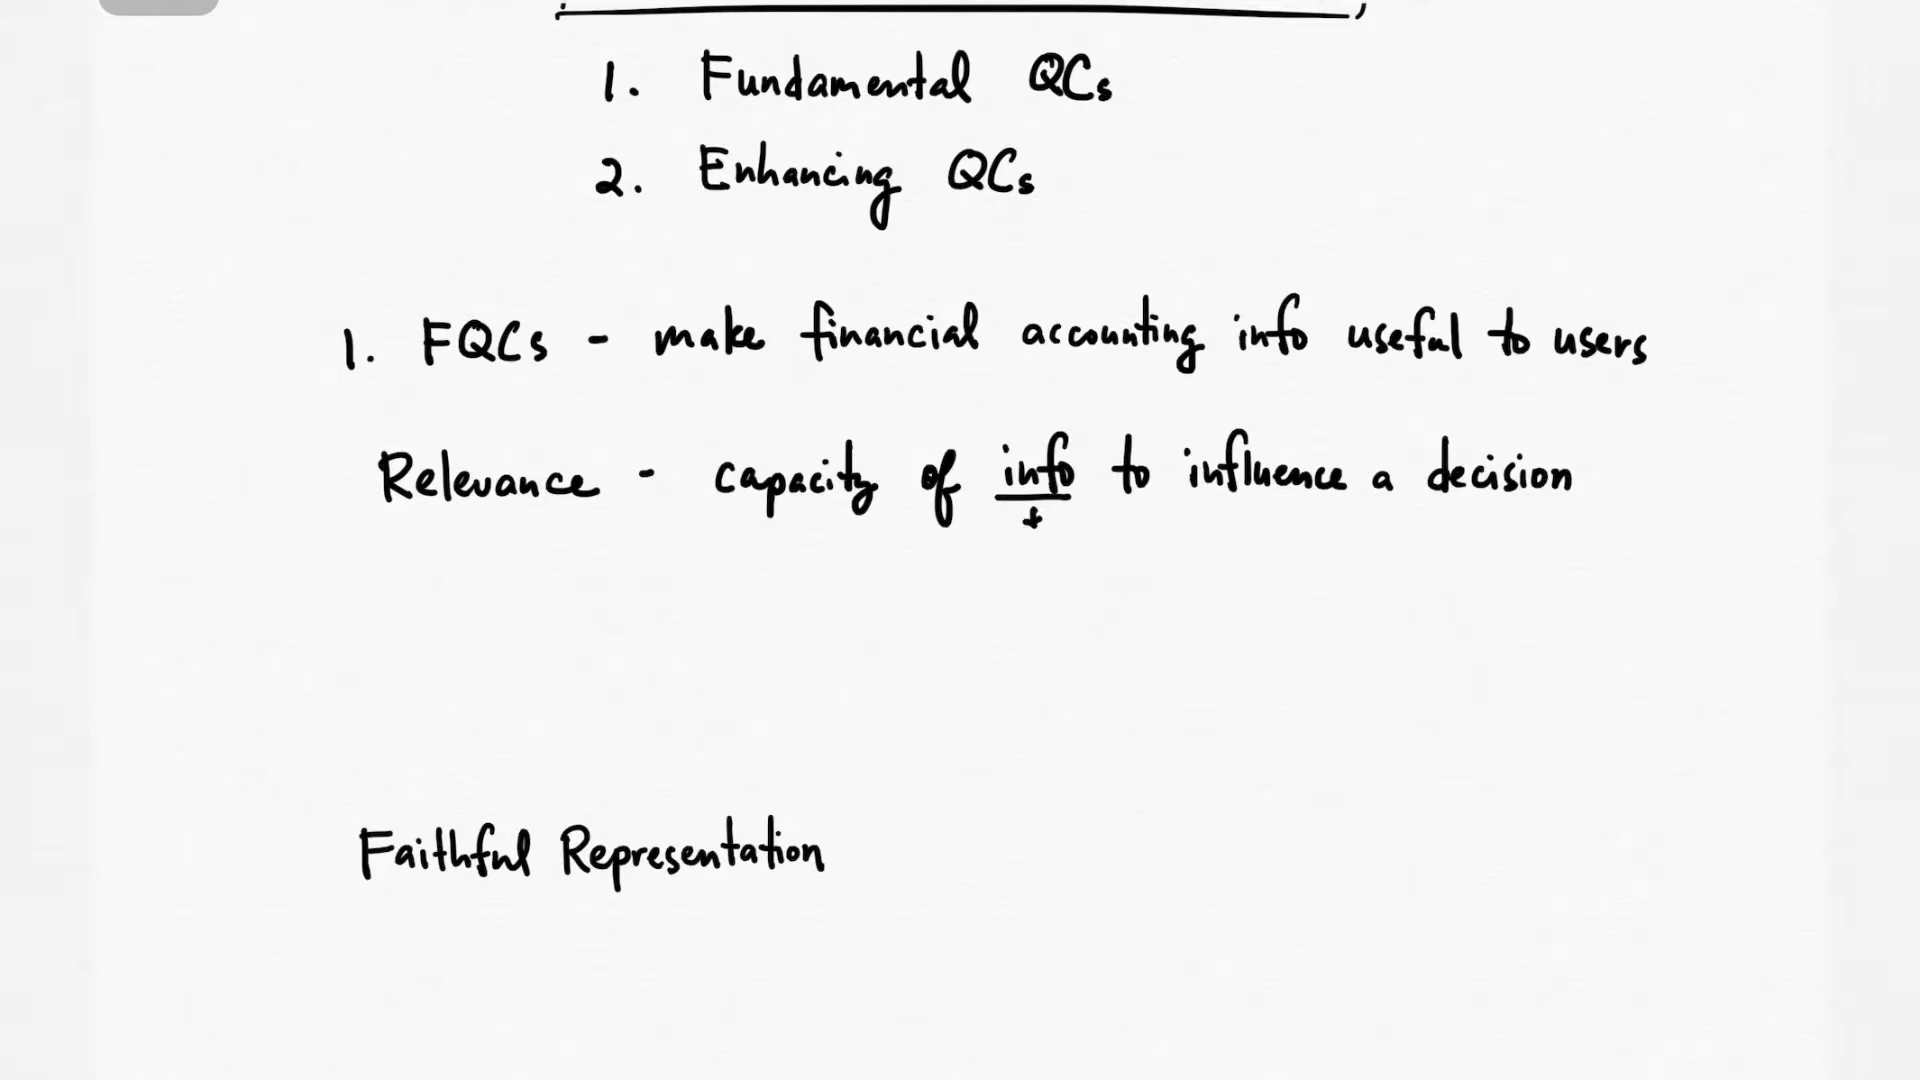 1. Fundamental QCs
2. Enhancing QCs
1. FQCs - make financial accounting info useful to users
Relevance - capacity of info to influence a decision
Faithful Representation